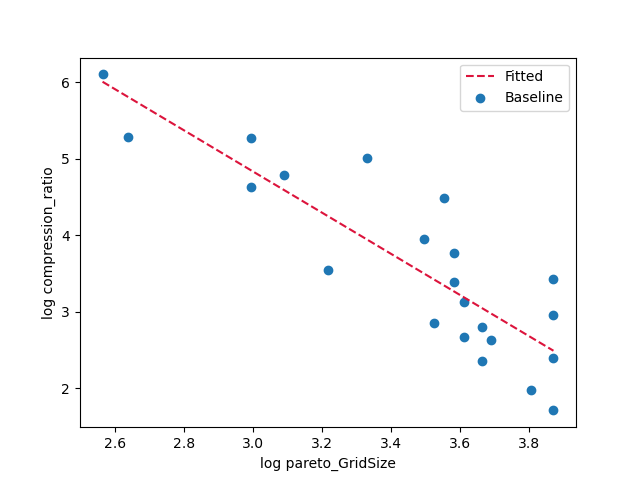 Fitted
Baseline
6
5
4
3
2
log compression_ratio
2.6 2.8 3.0 3.2 3.4 3.6 3.8
log pareto_GridSize